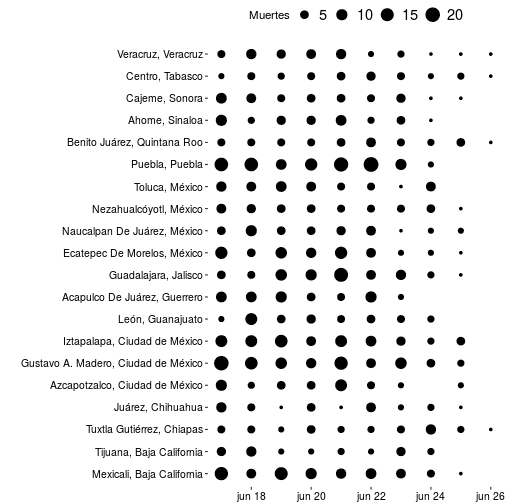 Muertes 5 10 15 20
Veracruz, Veracruz
Centro, Tabasco
Cajeme, Sonora
Ahome, Sinaloa
Benito Juárez, Quintana Roo
Puebla, Puebla
Toluca, México
Nezahualcóyotl, México
Naucalpan De Juárez, México
Ecatepec De Morelos, México
Guadalajara, Jalisco
Acapulco De Juárez, Guerrero
León, Guanajuato
Iztapalapa, Ciudad de México
Gustavo A. Madero, Ciudad de México
Azcapotzalco, Ciudad de México
Juárez, Chihuahua
Tuxtla Gutiérrez, Chiapas
Tijuana, Baja California
Mexicali, Baja California
jun 18 jun 20 jun 22 jun 24 jun 26